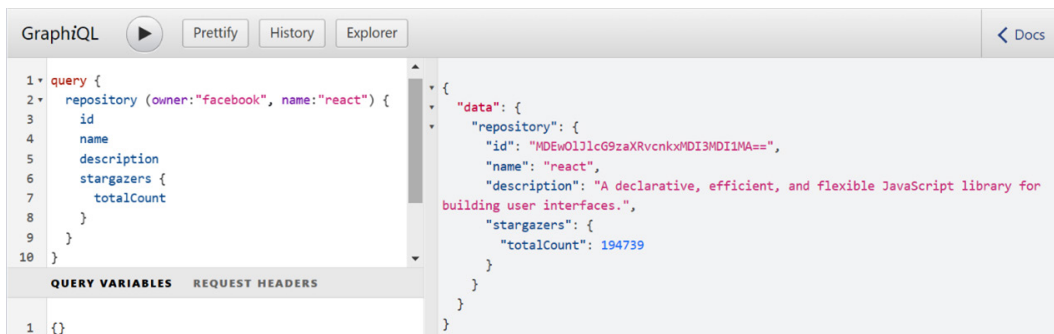 GraphiQL Prettify History Explorer Docs
1 query {
2 repository (owner:"facebook", name:"react") {
3 id
4 name
5 description
6 stargazers {
7 totalCount
8 }
9 }
10 }
QUERY VARIABLES REQUEST HEADERS
1 {}
{
"data": {
"repository": {
"id": "MDEwOlJlcG9zaXRvcnkxMDI3MDI1MA==",
"name": "react",
"description": "A declarative, efficient, and flexible JavaScript library for
building user interfaces.",
"stargazers": {
"totalCount": 194739
}
}
}
}